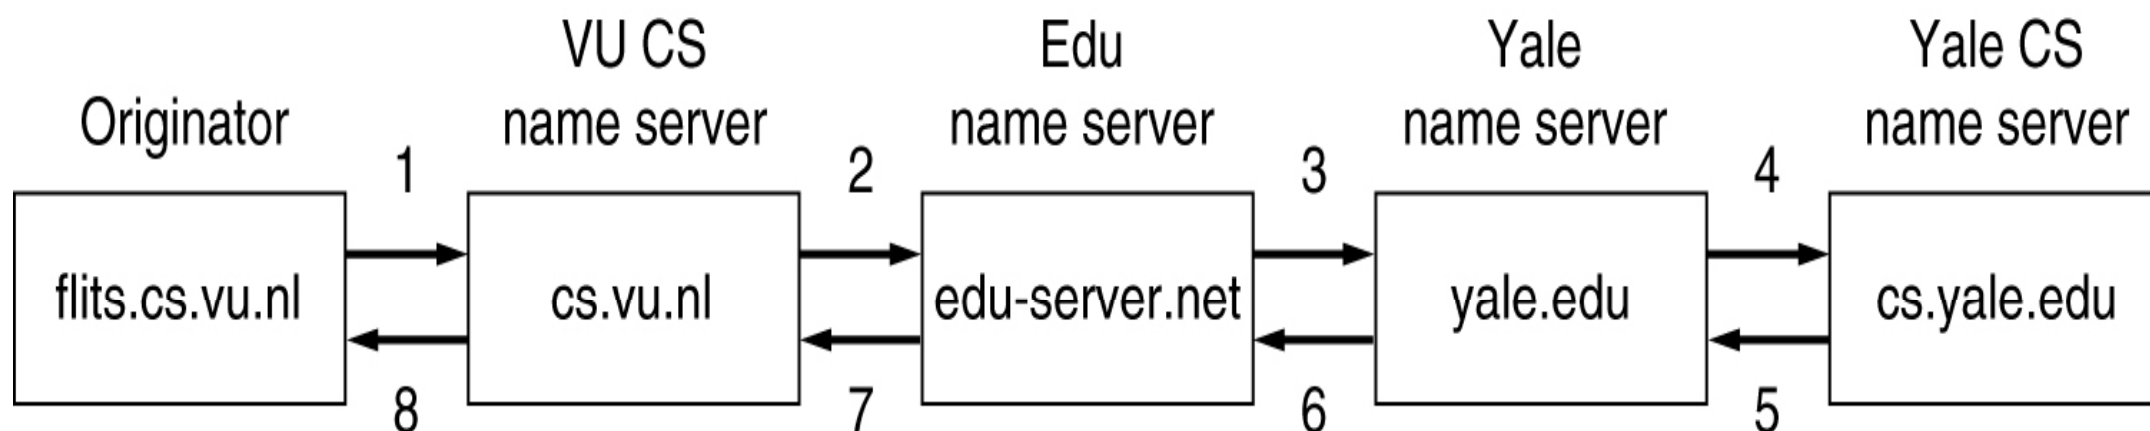 Originator
VU CS
name server
Edu
name server
Yale
name server
Yale CS
name server
1
2
3
4
flits.cs.vu.nl
cs.vu.nl
edu-server.net
yale.edu
cs.yale.edu
8
7
6
5